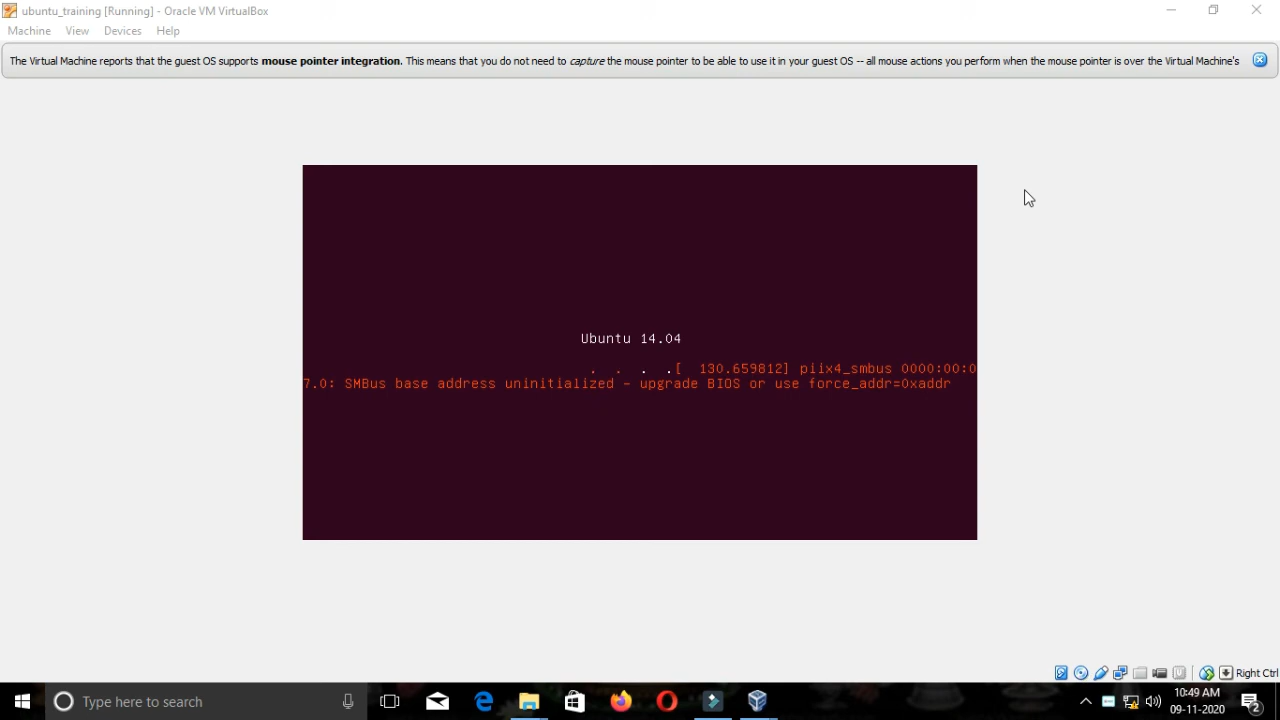 ubuntu_training [Running] - Oracle VM VirtualBox
Machine View Devices Help
The Virtual Machine reports that the guest OS supports mouse pointer integration. This means that you do not need to capture the mouse pointer to be able to use it in your guest OS -- all mouse actions you perform when the mouse pointer is over the Virtual Machine's
Ubuntu 14.04
. . . .[ 130.659812] piix4_smbus 0000:00:0
7.0: SMBus base address uninitialized - upgrade BIOS or use force_addr=0xaddr
Right Ctrl
Type here to search
10:49 AM
09-11-2020
2